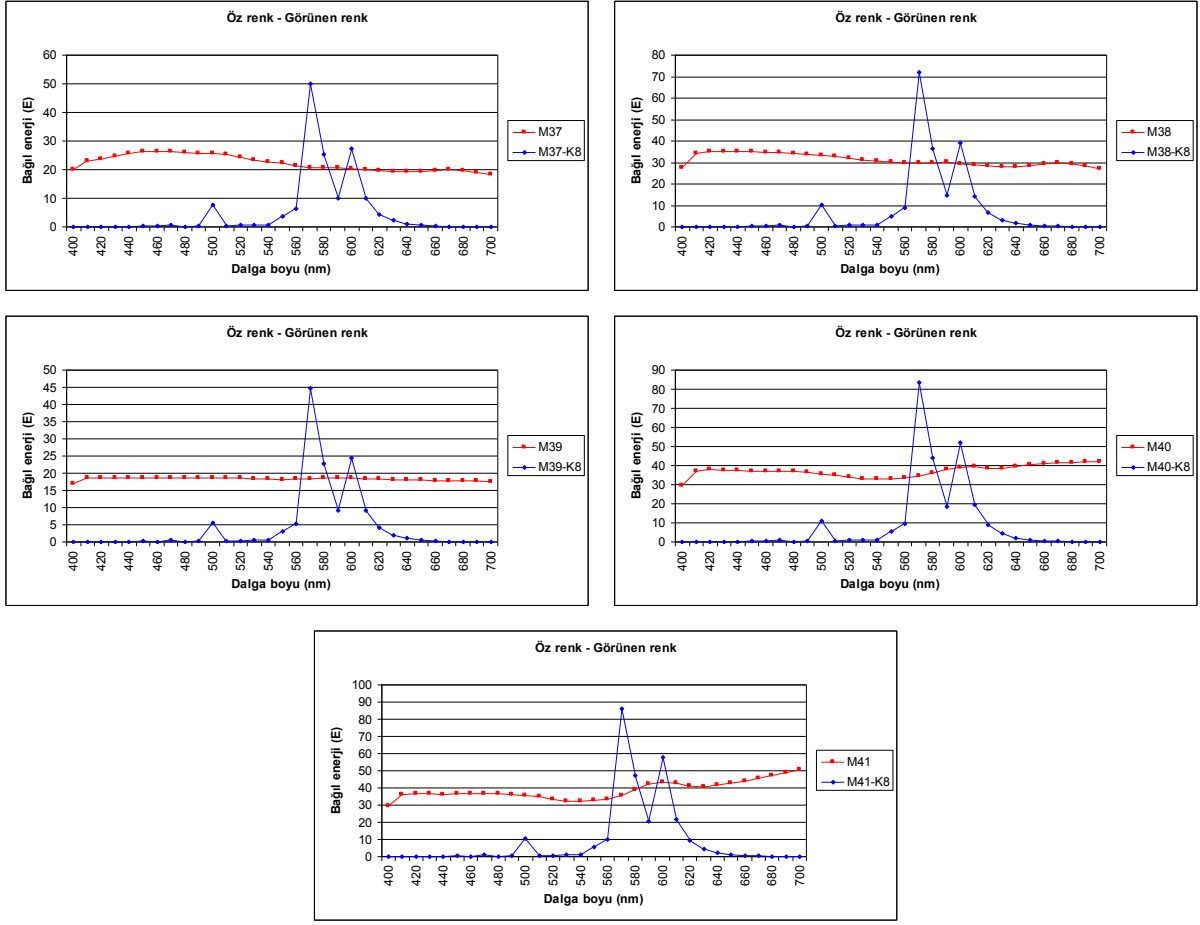 Öz renk - Görünen renk
Bağıl enerji (E)
60
50
40
30
20
10
0
400 420 440 460 480 500 520 540 560 580 600 620 640 660 680 700
Dalga boyu (nm)
M37
M37-K8
Öz renk - Görünen renk
Bağıl enerji (E)
80
70
60
50
40
30
20
10
0
400 420 440 460 480 500 520 540 560 580 600 620 640 660 680 700
Dalga boyu (nm)
M38
M38-K8
Öz renk - Görünen renk
Bağıl enerji (E)
50
45
40
35
30
25
20
15
10
5
0
400 420 440 460 480 500 520 540 560 580 600 620 640 660 680 700
Dalga boyu (nm)
M39
M39-K8
Öz renk - Görünen renk
Bağıl enerji (E)
90
80
70
60
50
40
30
20
10
0
400 420 440 460 480 500 520 540 560 580 600 620 640 660 680 700
Dalga boyu (nm)
M40
M40-K8
Öz renk - Görünen renk
Bağıl enerji (E)
100
90
80
70
60
50
40
30
20
10
0
400 420 440 460 480 500 520 540 560 580 600 620 640 660 680 700
Dalga boyu (nm)
M41
M41-K8